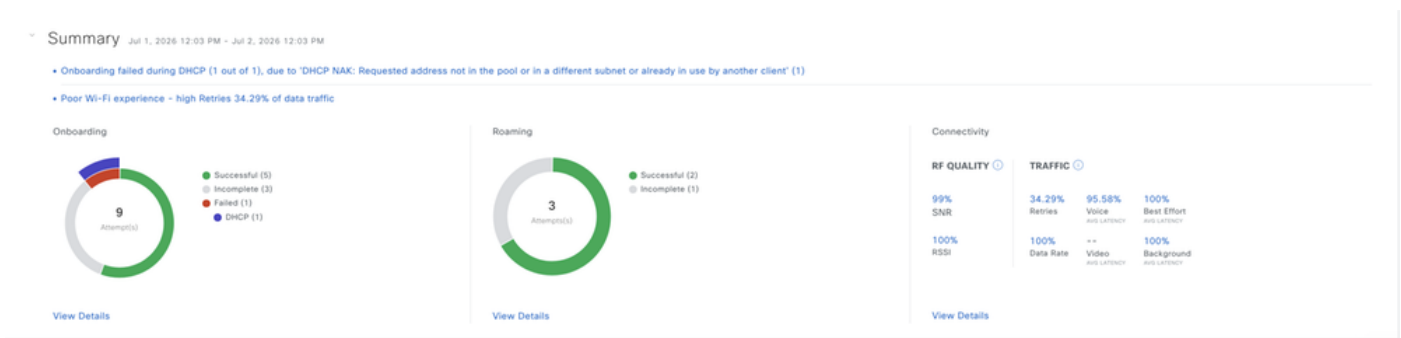 Summary Jul 1, 2026 12:03 PM - Jul 2, 2026 12:03 PM
• Onboarding failed during DHCP (1 out of 1), due to 'DHCP NAK: Requested address not in the pool or in a different subnet or already in use by another client' (1)
• Poor Wi-Fi experience - high Retries 34.29% of data traffic
Onboarding
9
Attempt(s)
Successful (5)
Incomplete (3)
Failed (1)
DHCP (1)
View Details
Roaming
3
Attempts(s)
Successful (2)
Incomplete (1)
View Details
Connectivity
RF QUALITY
99%
SNR
100%
RSSI
TRAFFIC
34.29%
Retries
95.58%
Voice
AVG LATENCY
100%
Best Effort
AVG LATENCY
100%
Data Rate
--
Video
AVG LATENCY
100%
Background
AVG LATENCY
View Details